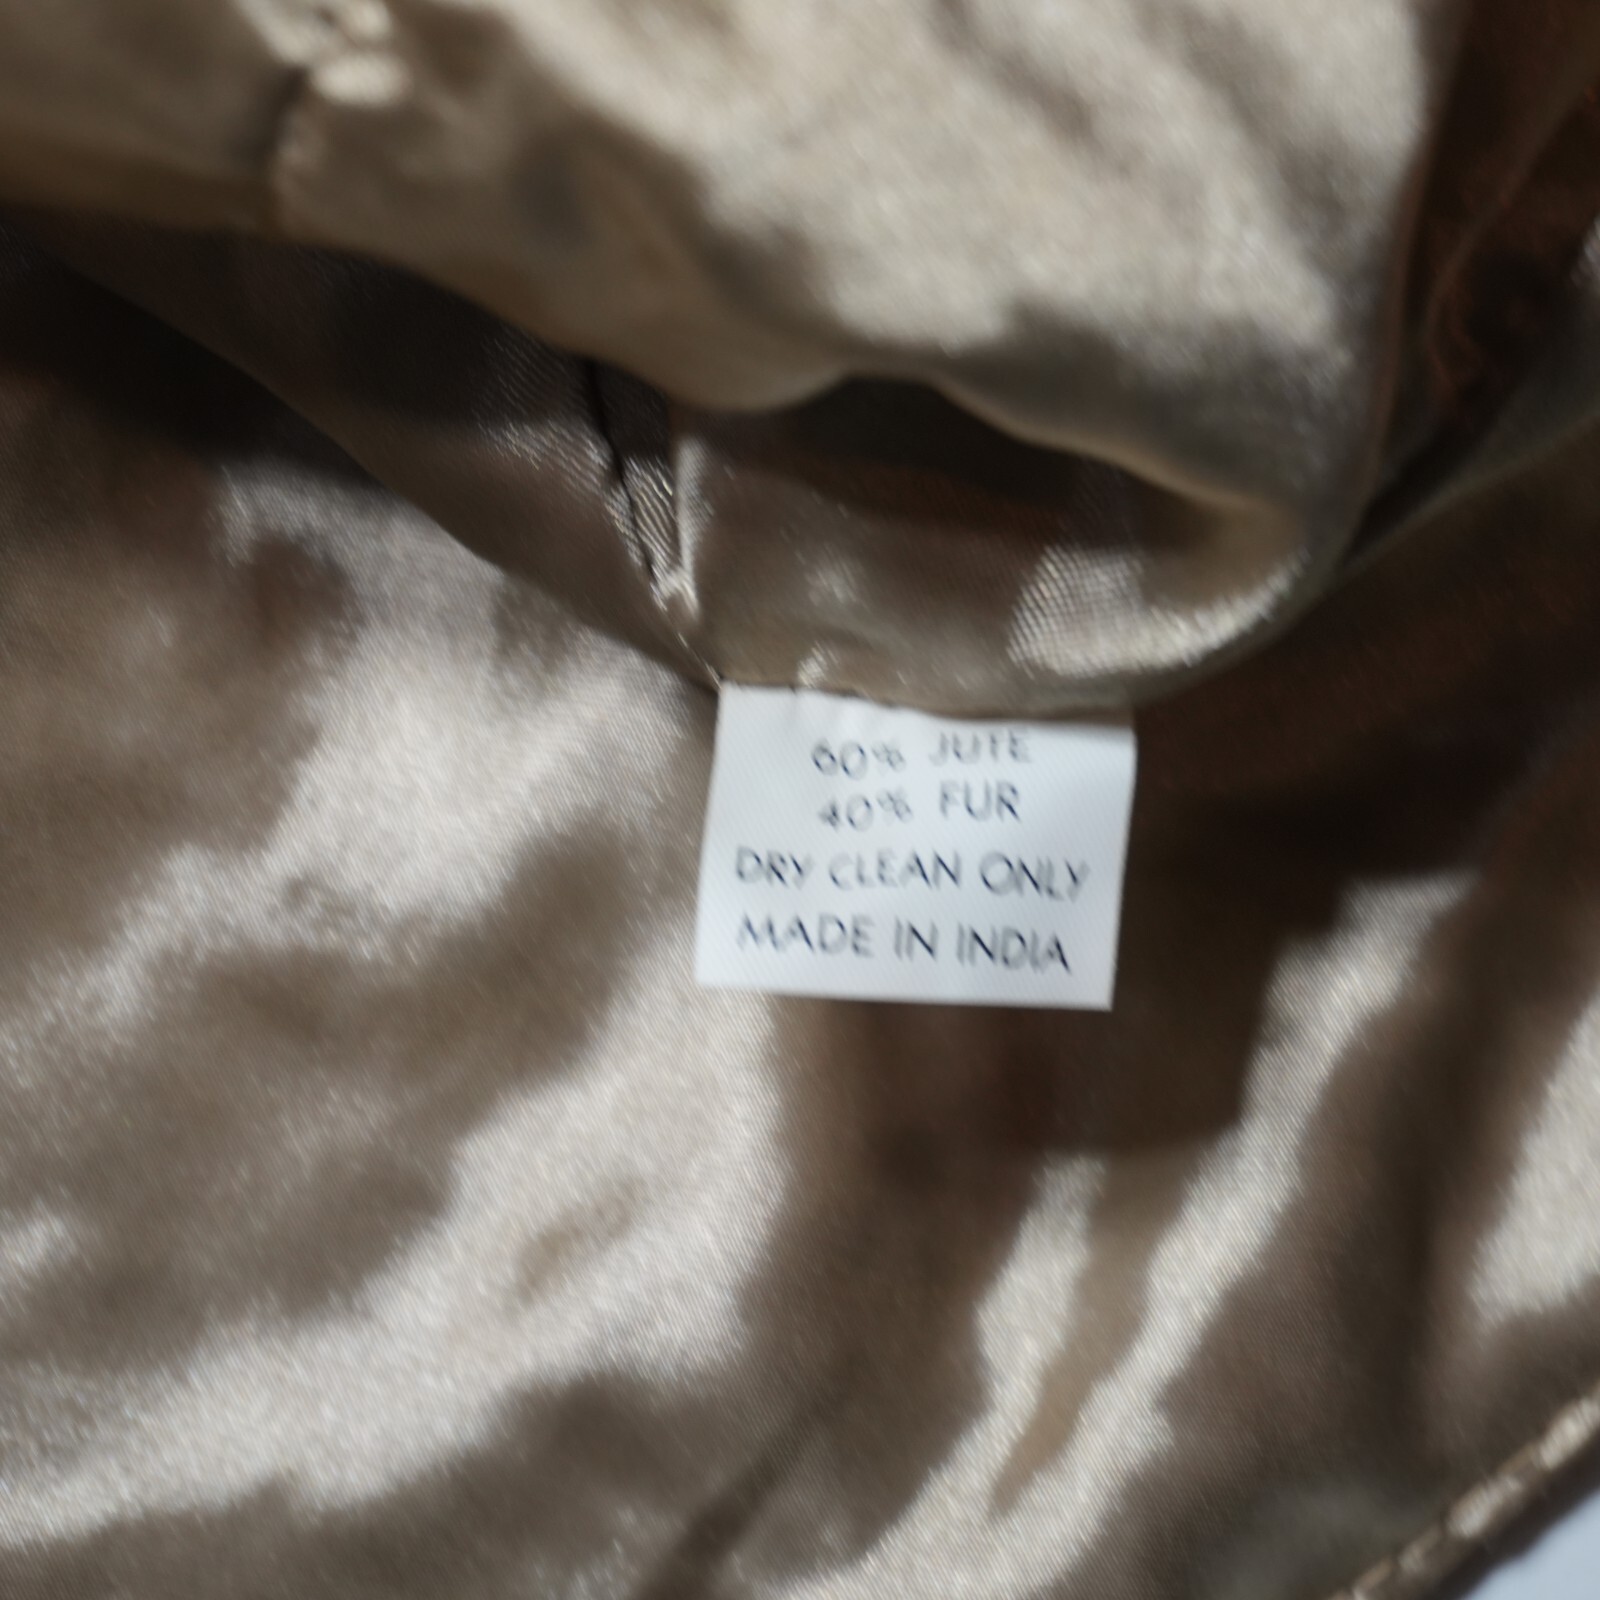 60% JUTE
40% FUR
DRY CLEAN ONLY
MADE IN INDIA